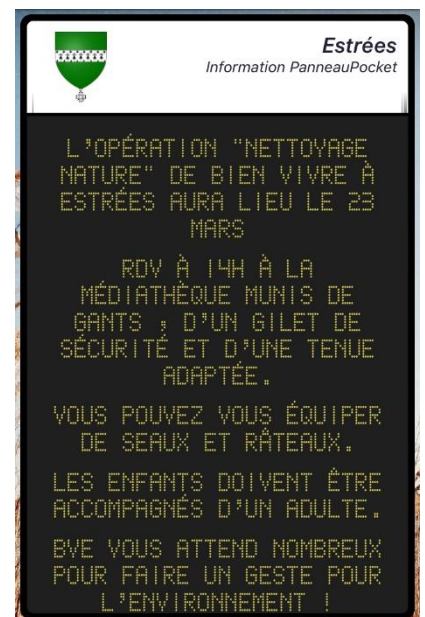 Estrées
Information PanneauPocket
L'OPÉRATION "NETTOYAGE
NATURE" DE BIEN VIVRE À
ESTRÉES AURA LIEU LE 23
MARS
RDV À 14H À LA
MÉDIATHÈQUE MUNIS DE
GANTS , D'UN GILET DE
SÉCURITÉ ET D'UNE TENUE
ADAPTÉE.
VOUS POUVEZ VOUS ÉQUIPER
DE SEAUX ET RÂTEAUX.
LES ENFANTS DOIVENT ÊTRE
ACCOMPAGNÉS D'UN ADULTE.
BVE VOUS ATTEND NOMBREUX
POUR FAIRE UN GESTE POUR
L'ENVIRONNEMENT !